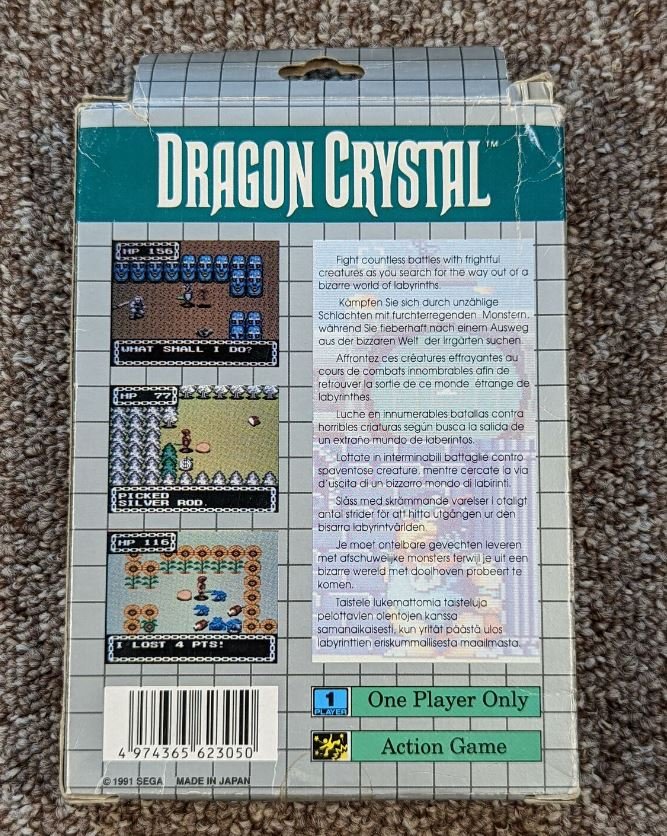 DRAGON CRYSTAL™
HP 156
WHAT SHALL I DO?
HP 77
PICKED
SILVER ROD.
HP 116
I LOST 4 PTS!
Fight countless battles with frightful
creatures as you search for the way out of a
bizarre world of labyrinths.
Kämpfen Sie sich durch unzählige
Schlachten mit furchterregenden Monstern,
während Sie fieberhaft nach einem Ausweg
aus der bizzaren Welt der Irrgärten suchen.
Affrontez ces créatures effrayantes au
cours de combats innombrables afin de
retrouver la sortie de ce monde étrange de
labyrinthes.
Luche en innumerables batallas contra
horribles criaturas según busca la salida de
un extraño mundo de laberintos.
Lottate in interminabili battaglie contro
spaventose creature, mentre cercate la via
d'uscita di un bizzarro mondo di labirinti.
Slåss med skrämmande varelser i otaligt
antal strider för att hitta utgången ur den
bisarra labyrintvärlden.
Je moet ontelbare gevechten leveren
met afschuwelijke monsters terwijl je uit een
bizarre wereld met doolhoven probeert te
komen.
Taistele lukemattomia taisteluja
pelottavien olentojen kanssa
samanaikaisesti, kun yrität päästä ulos
labyrinttien eriskummallisesta maailmasta.
1
PLAYER
One Player Only
Action Game
4 974365 623050
© 1991 SEGA MADE IN JAPAN